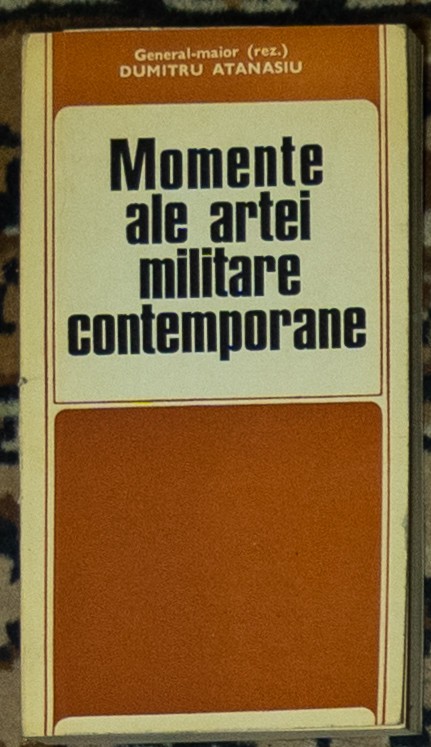 General-maior (rez.)
DUMITRU ATANASIU
Momente
ale artei
militare
contemporane